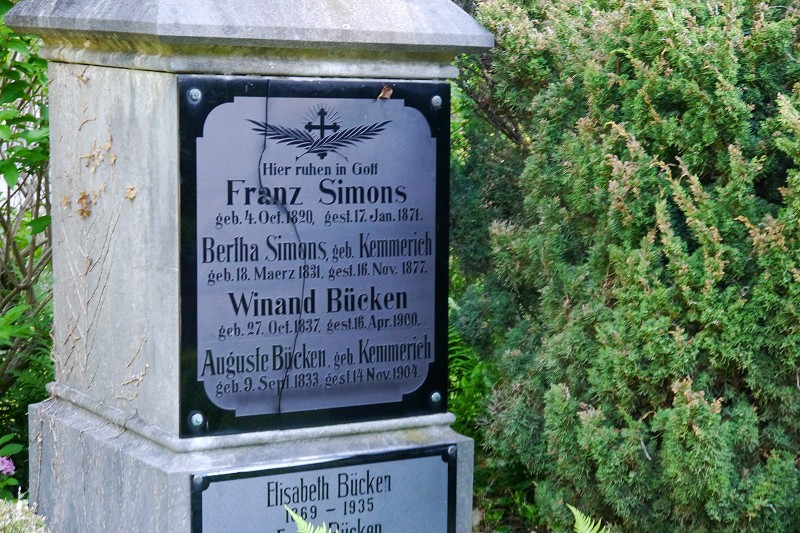 Hier ruhen in Gott
Franz Simons
geb. 4. Oct. 1820, gest. 17. Jan. 1871.
Bertha Simons, geb. Kemmerich
geb. 18. Maerz 1831, gest. 16. Nov. 1877.
Winand Bücken
geb. 27. Oct. 1837, gest. 16. Apr. 1900.
Auguste Bücken, geb. Kemmerich
geb. 9. Sept. 1833, gest. 14 Nov. 1904.
Elisabeth Bücken
1869 – 1935
Bücken